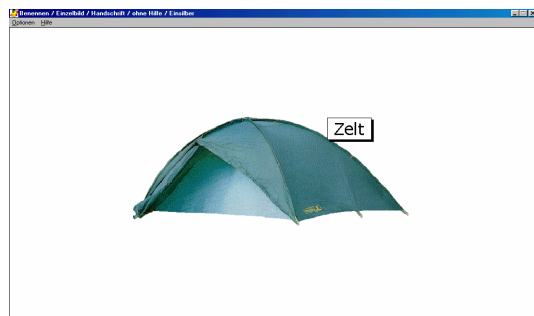 Benennen / Einzelbild / Handschrift / ohne Hilfe / Einsilber
Optionen Hilfe
Zelt